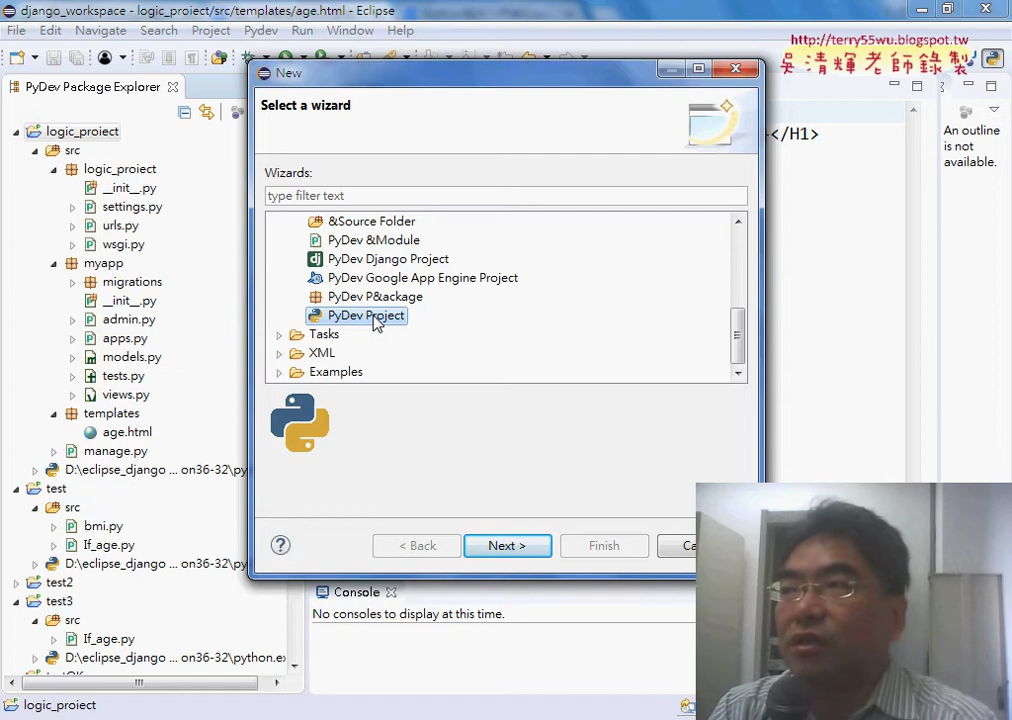 django_workspace - logic_proiect/src/templates/age.html - Eclipse
File Edit Navigate Search Project Pydev Run Window Help
http://terry55wu.blogspot.tw
吳清輝老師錄製
PyDev Package Explorer
logic_proiect
src
logic_proiect
__init__.py
settings.py
urls.py
wsgi.py
myapp
migrations
__init__.py
admin.py
apps.py
models.py
tests.py
views.py
templates
age.html
manage.py
D:\eclipse_django ... on36-32\py
test
src
bmi.py
If_age.py
D:\eclipse_django ... on36-32\py
test2
test3
src
If_age.py
D:\eclipse_django ... on36-32\python.ex
logic_proiect
New
Select a wizard
Wizards:
type filter text
&Source Folder
PyDev &Module
PyDev Django Project
PyDev Google App Engine Project
PyDev P&ackage
PyDev Project
Tasks
XML
Examples
< Back Next > Finish Ca
</H1>
An outline
is not
available.
Console
No consoles to display at this time.